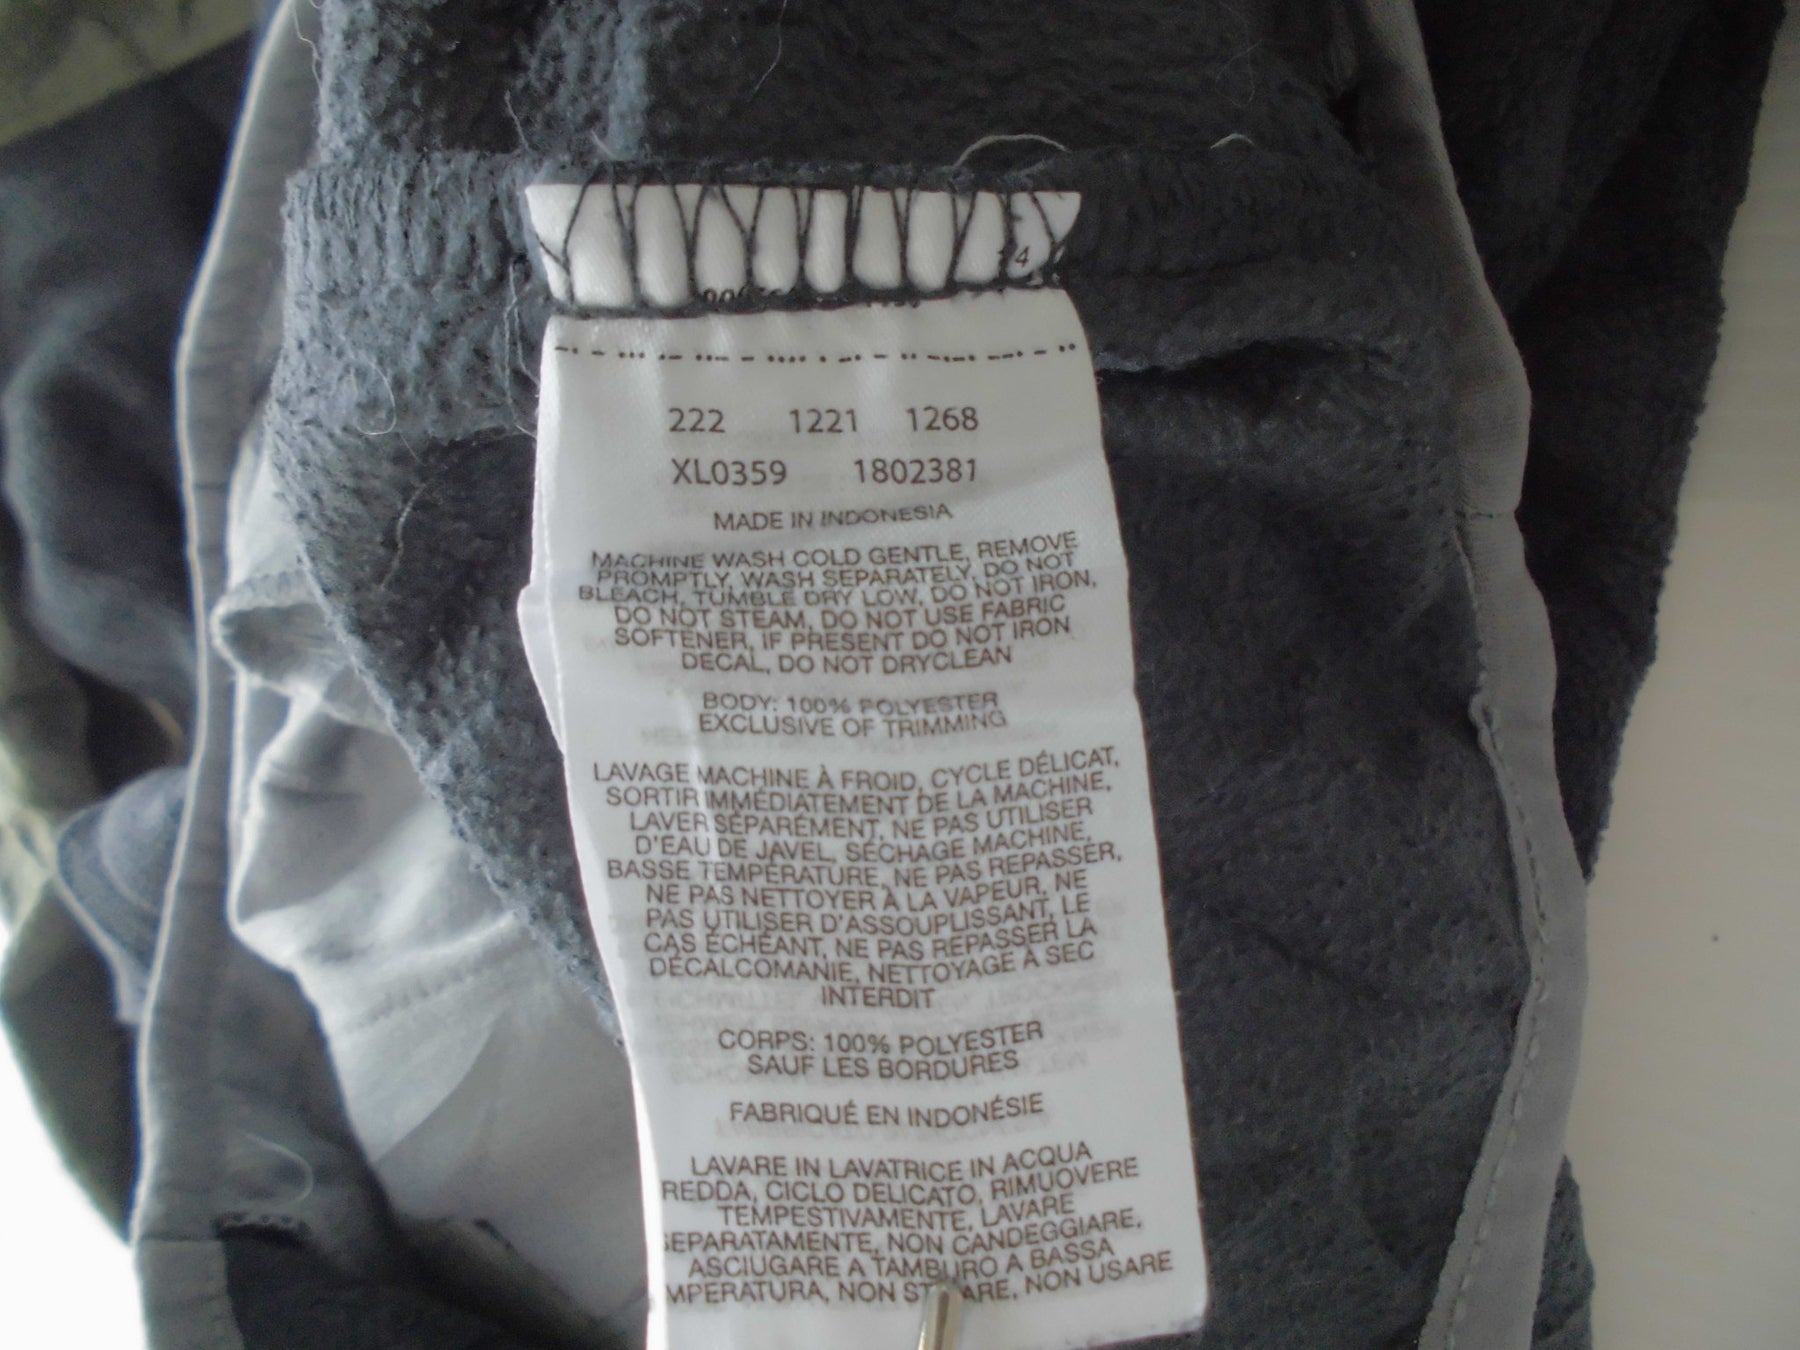 4
222 1221 1268
XL0359 1802381
MADE IN INDONESIA
MACHINE WASH COLD GENTLE, REMOVE
PROMPTLY, WASH SEPARATELY, DO NOT
BLEACH, TUMBLE DRY LOW, DO NOT IRON,
DO NOT STEAM, DO NOT USE FABRIC
SOFTENER, IF PRESENT DO NOT IRON
DECAL, DO NOT DRYCLEAN
BODY: 100% POLYESTER
EXCLUSIVE OF TRIMMING
LAVAGE MACHINE À FROID, CYCLE DÉLICAT,
SORTIR IMMÉDIATEMENT DE LA MACHINE,
LAVER SÉPARÉMENT, NE PAS UTILISER
D'EAU DE JAVEL, SÉCHAGE MACHINE,
BASSE TEMPÉRATURE, NE PAS REPASSER,
NE PAS NETTOYER À LA VAPEUR, NE
PAS UTILISER D'ASSOUPLISSANT, LE
CAS ÉCHÉANT, NE PAS REPASSER LA
DÉCALCOMANIE, NETTOYAGE À SEC
INTERDIT
CORPS: 100% POLYESTER
SAUF LES BORDURES
FABRIQUÉ EN INDONÉSIE
LAVARE IN LAVATRICE IN ACQUA
REDDA, CICLO DELICATO, RIMUOVERE
TEMPESTIVAMENTE, LAVARE
SEPARATAMENTE, NON CANDEGGIARE,
ASCIUGARE A TAMBURO A BASSA
MPERATURA, NON ST ARE, NON USARE